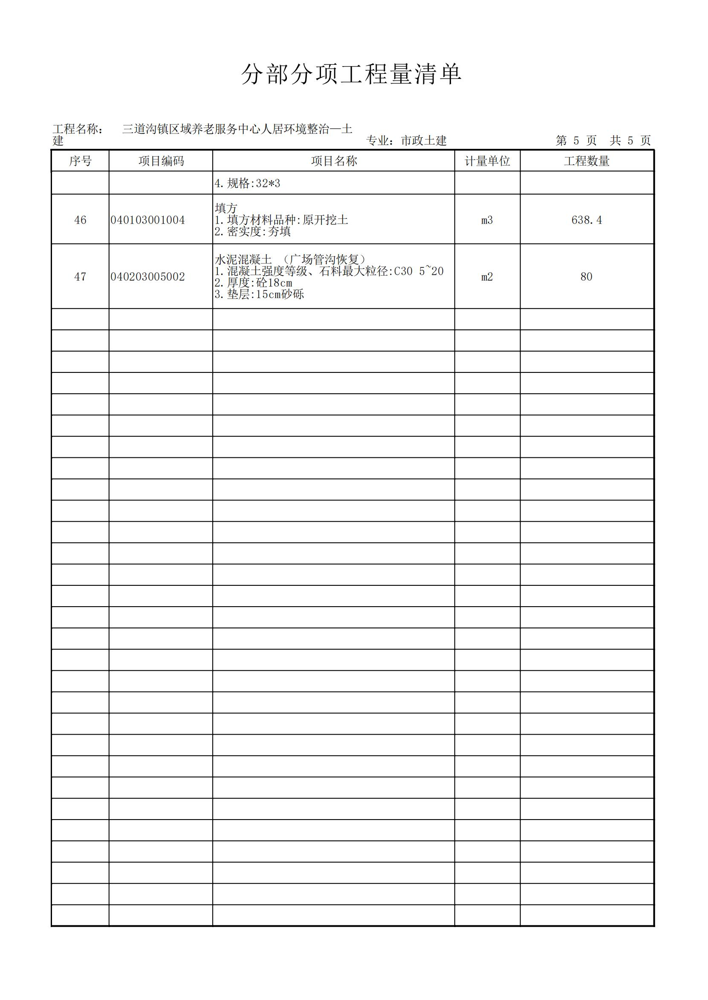 分部分项工程量清单
工程名称： 三道沟镇区域养老服务中心人居环境整治—土
建 专业：市政土建 第 5 页 共 5 页
序号 项目编码 项目名称 计量单位 工程数量
4.规格:32*3
46 040103001004 填方
1.填方材料品种:原开挖土 m3 638.4
2.密实度:夯填
水泥混凝土 （广场管沟恢复）
1.混凝土强度等级、石料最大粒径:C30 5~20
47 040203005002 2.厚度:砼18cm m2 80
3.垫层:15cm砂砾